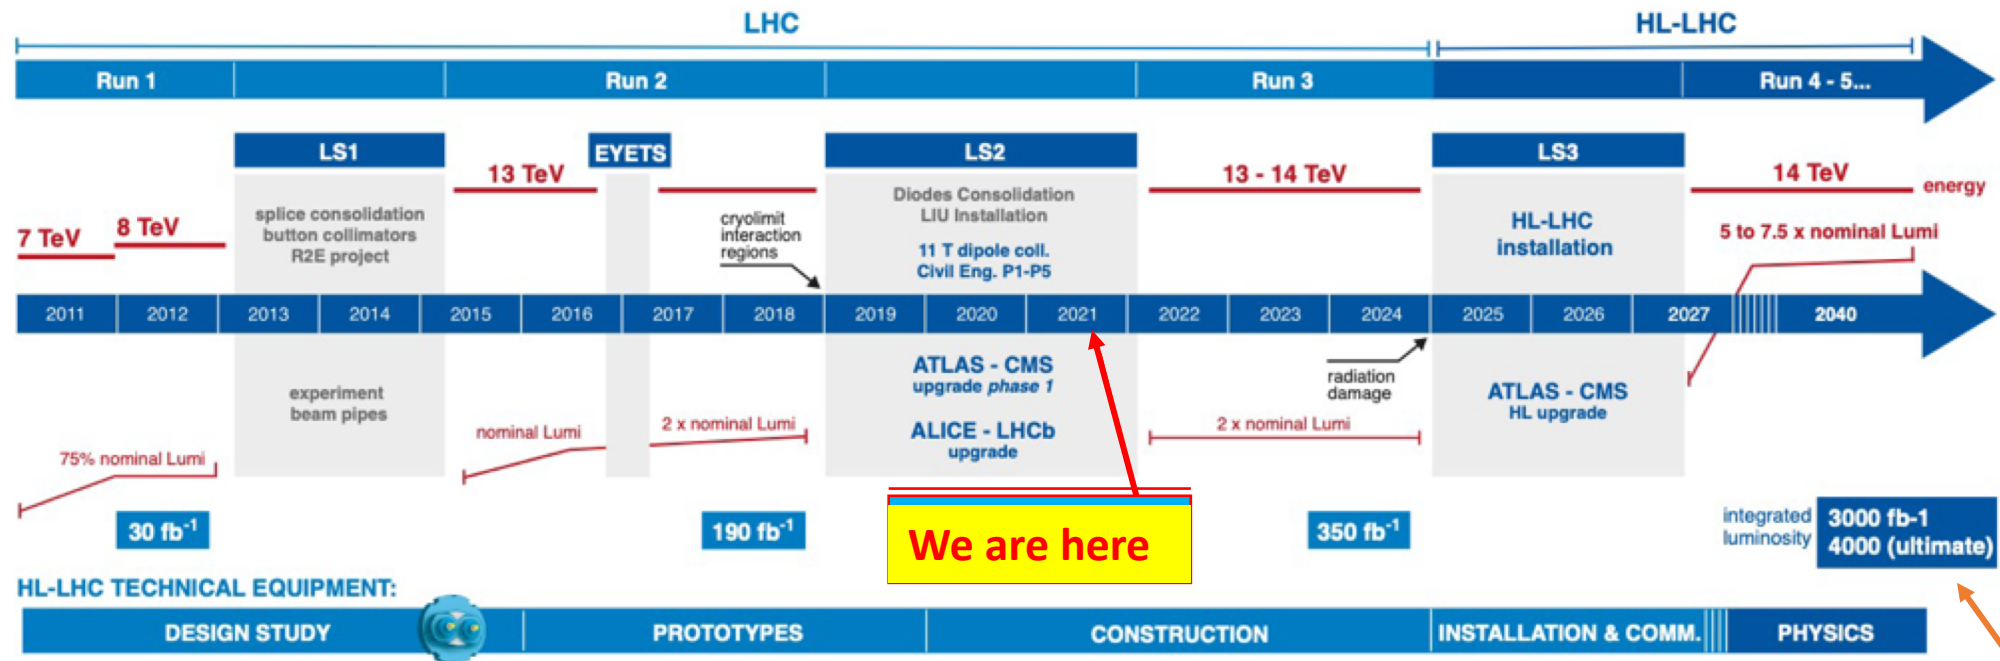 LHC
HL-LHC
Run 1
Run 2
Run 3
Run 4 - 5...
LS1
EYETS
LS2
LS3
13 TeV
13 - 14 TeV
14 TeV
energy
7 TeV
8 TeV
splice consolidation
button collimators
R2E project
cryolimit
interaction
regions
Diodes Consolidation
LIU Installation
11 T dipole coll.
Civil Eng. P1-P5
HL-LHC
installation
5 to 7.5 x nominal Lumi
2011
2012
2013
2014
2015
2016
2017
2018
2019
2020
2021
2022
2023
2024
2025
2026
2027
2040
experiment
beam pipes
75% nominal Lumi
nominal Lumi
2 x nominal Lumi
ATLAS - CMS
upgrade phase 1
ALICE - LHCb
upgrade
2 x nominal Lumi
radiation
damage
ATLAS - CMS
HL upgrade
30 fb⁻¹
190 fb⁻¹
We are here
350 fb⁻¹
integrated
luminosity
3000 fb-1
4000 (ultimate)
HL-LHC TECHNICAL EQUIPMENT:
DESIGN STUDY
PROTOTYPES
CONSTRUCTION
INSTALLATION & COMM.
PHYSICS